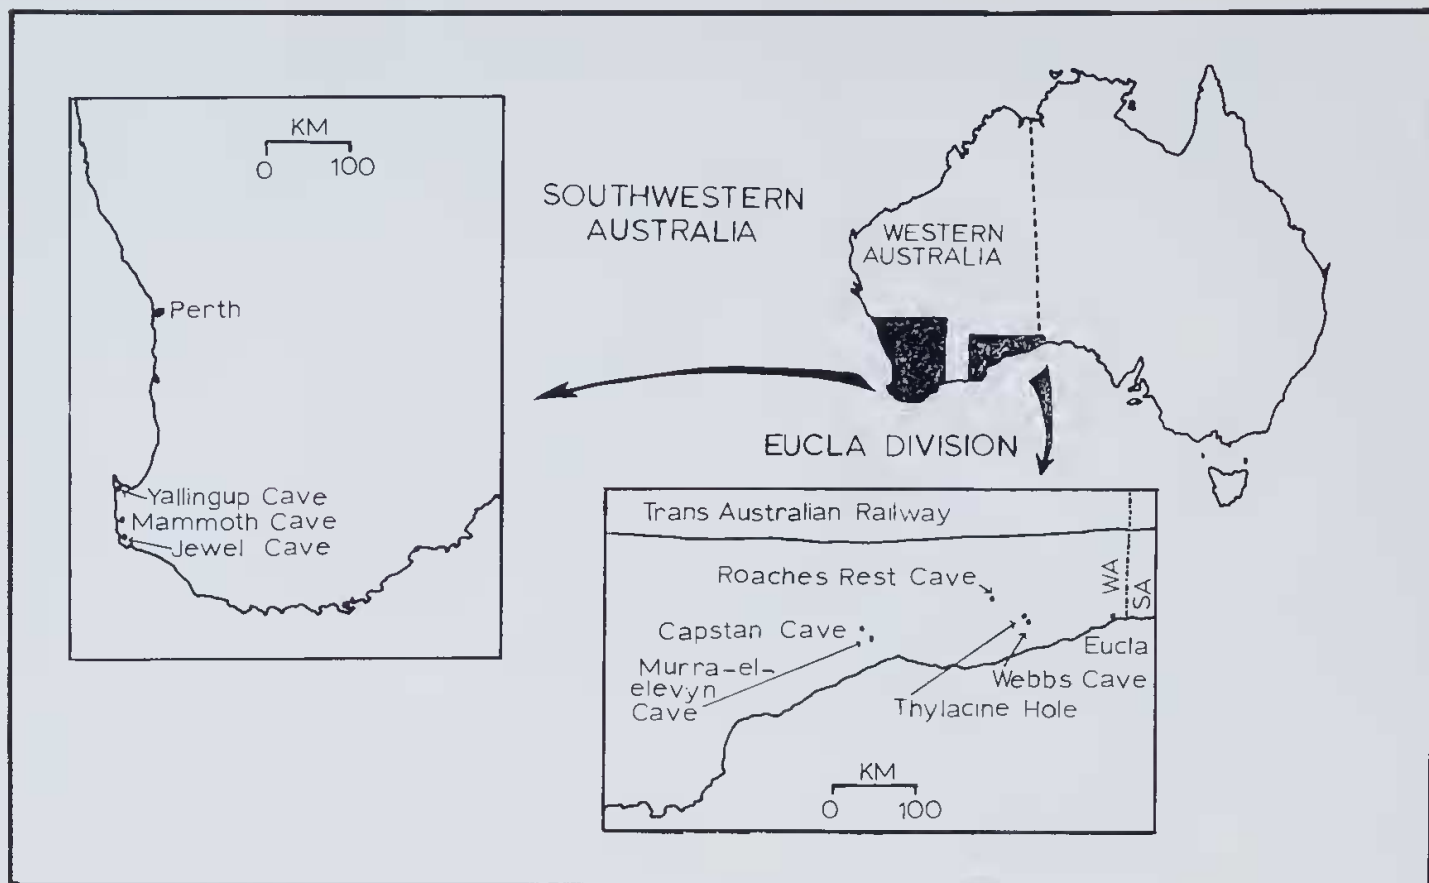 KM
0 100
Perth
Yallingup Cave
Mammoth Cave
Jewel Cave
SOUTHWESTERN
AUSTRALIA
WESTERN
AUSTRALIA
EUCLA DIVISION
Trans Australian Railway
Roaches Rest Cave
WA
SA
Capstan Cave
Eucla
Murra-el-
elevyn
Cave
Webbs Cave
Thylacine Hole
KM
0 100